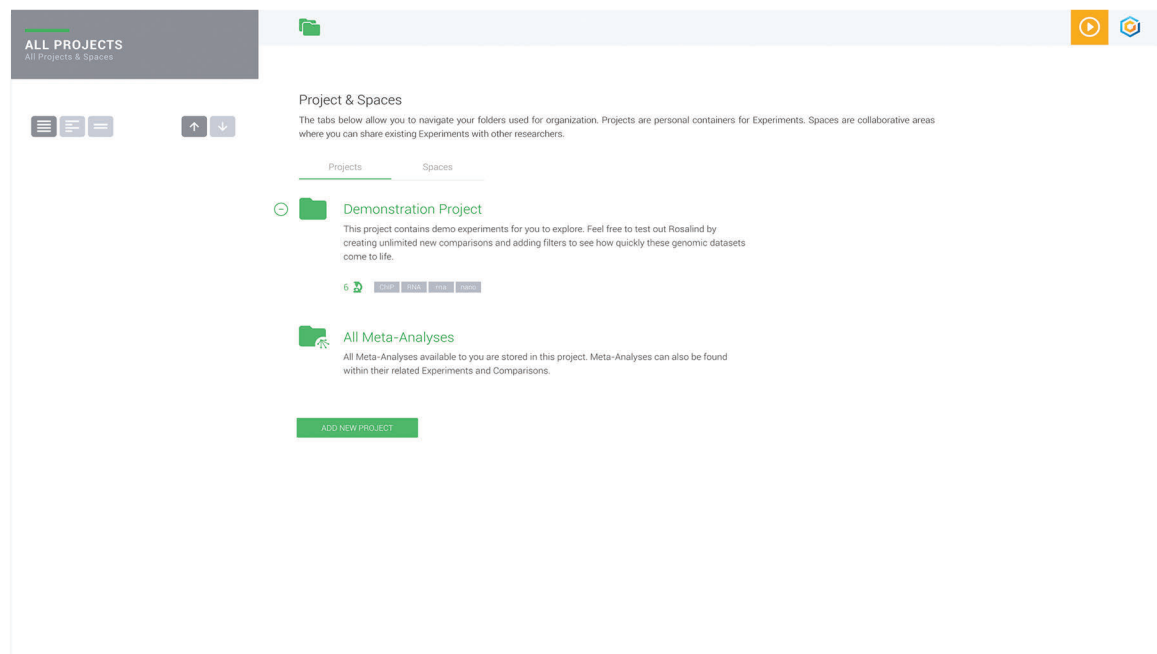 ALL PROJECTS
All Projects & Spaces
Project & Spaces
The tabs below allow you to navigate your folders used for organization. Projects are personal containers for Experiments. Spaces are collaborative areas
where you can share existing Experiments with other researchers.
Projects Spaces
Demonstration Project
This project contains demo experiments for you to explore. Feel free to test out Rosalind by
creating unlimited new comparisons and adding filters to see how quickly these genomic datasets
come to life.
6 ChIP RNA nano
All Meta-Analyses
All Meta-Analyses available to you are stored in this project. Meta-Analyses can also be found
within their related Experiments and Comparisons.
ADD NEW PROJECT